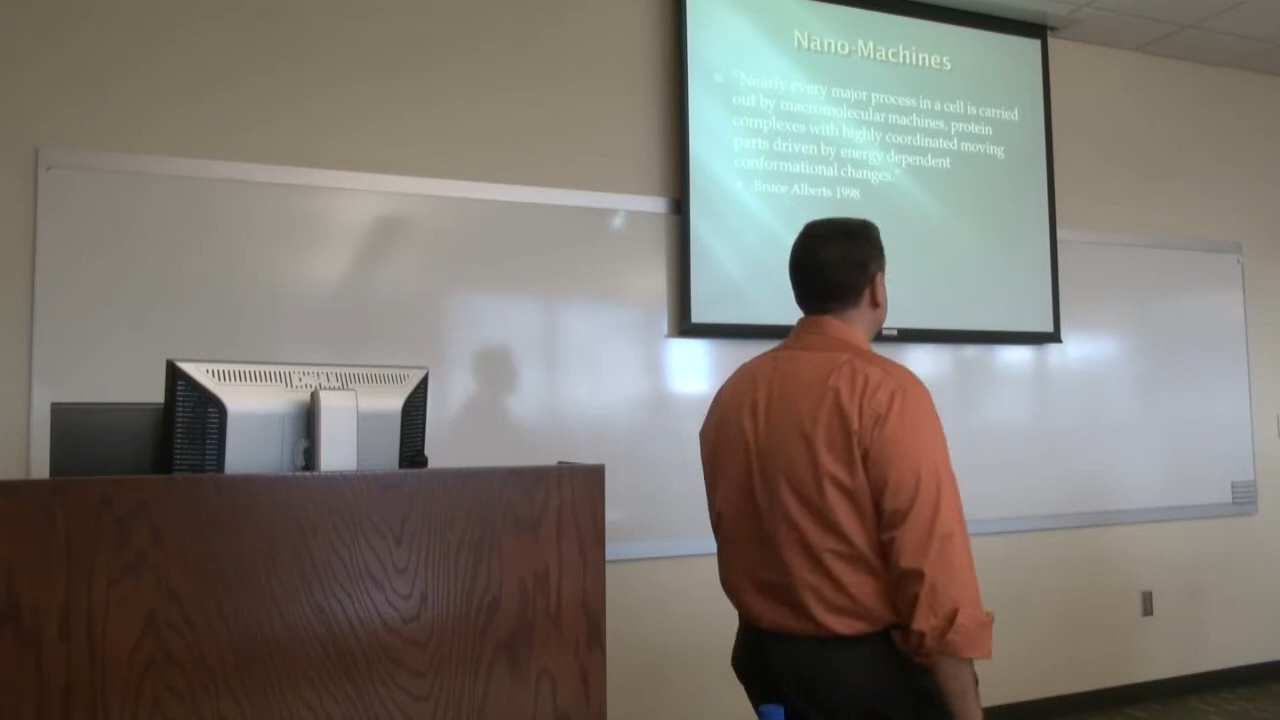 Nano-Machines
"Nearly every major process in a cell is carried
out by macromolecular machines, protein
complexes with highly coordinated moving
parts driven by energy dependent
conformational changes."
-Bruce Alberts 1998